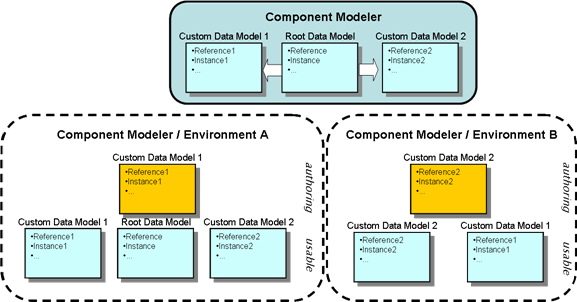 Component Modeler
Custom Data Model 1
Root Data Model
Custom Data Model 2
•Reference1
•Instance1
•...
•Reference
•Instance
•...
•Reference2
•Instance2
•...
Component Modeler / Environment A
Custom Data Model 1
•Reference1
•Instance1
•...
authoring
Custom Data Model 1
Root Data Model
Custom Data Model 2
•Reference1
•Instance1
•...
•Reference
•Instance
•...
•Reference2
•Instance2
•...
usable
Component Modeler / Environment B
Custom Data Model 2
•Reference2
•Instance2
•...
authoring
Custom Data Model 2
Custom Data Model 1
•Reference2
•Instance2
•...
•Reference1
•Instance1
•...
usable